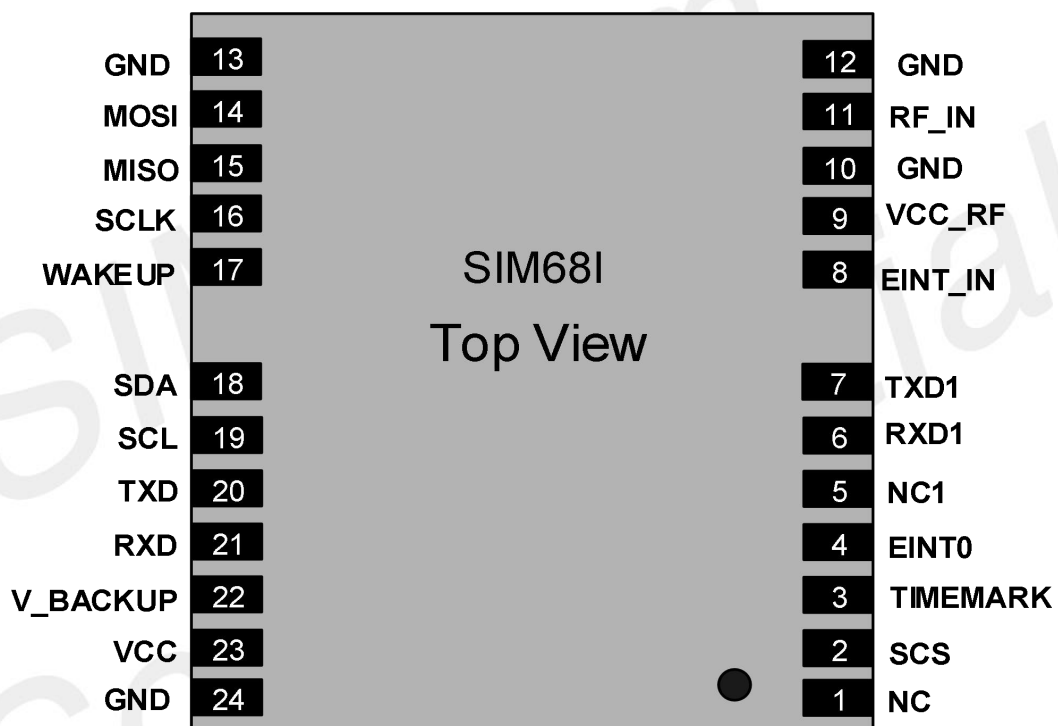 GND 13 12 GND
MOSI 14 11 RF_IN
MISO 15 10 GND
SCLK 16 9 VCC_RF
WAKEUP 17 SIM68I 8 EINT_IN
Top View
SDA 18 7 TXD1
SCL 19 6 RXD1
TXD 20 5 NC1
RXD 21 4 EINT0
V_BACKUP 22 3 TIMEMARK
VCC 23 2 SCS
GND 24 1 NC